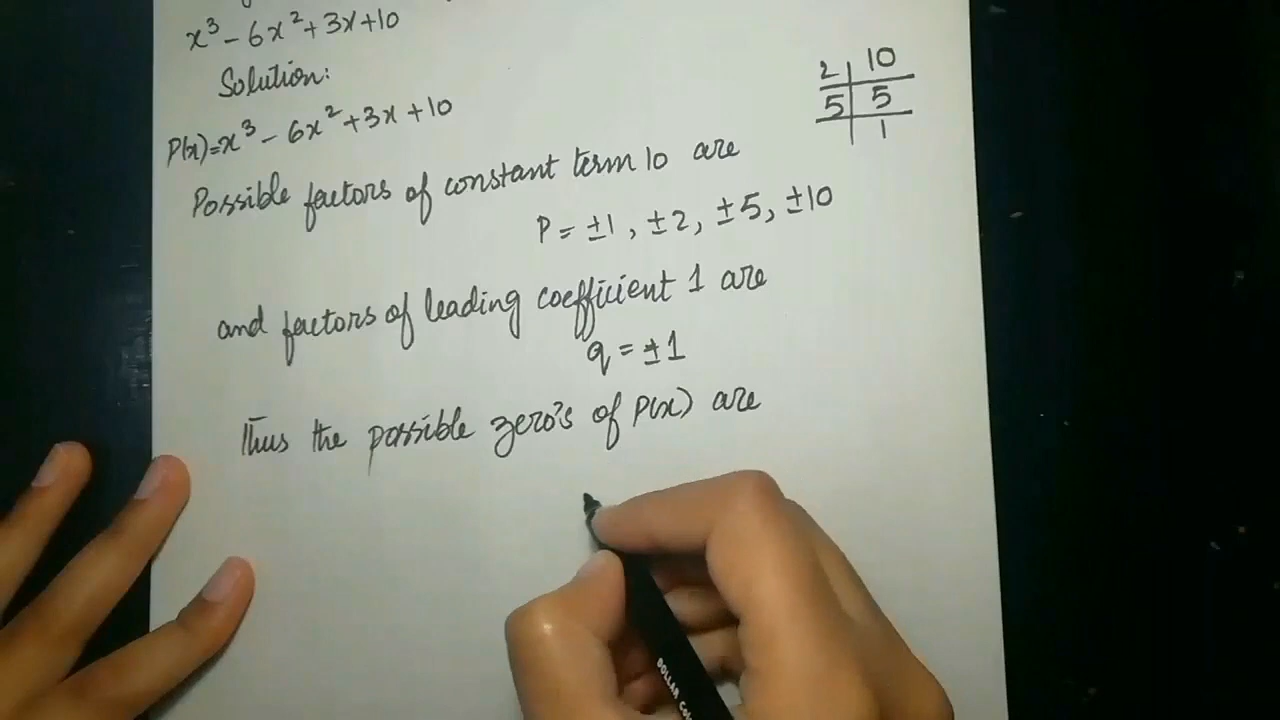 x³ - 6x² + 3x + 10
Solution:
P(x) = x³ - 6x² + 3x + 10
2 | 10
5 | 5
| 1
Possible factors of constant term 10 are
P = ±1, ±2, ±5, ±10
and factors of leading coefficient 1 are
q = ±1
Thus the possible zero's of P(x) are
DOLLAR